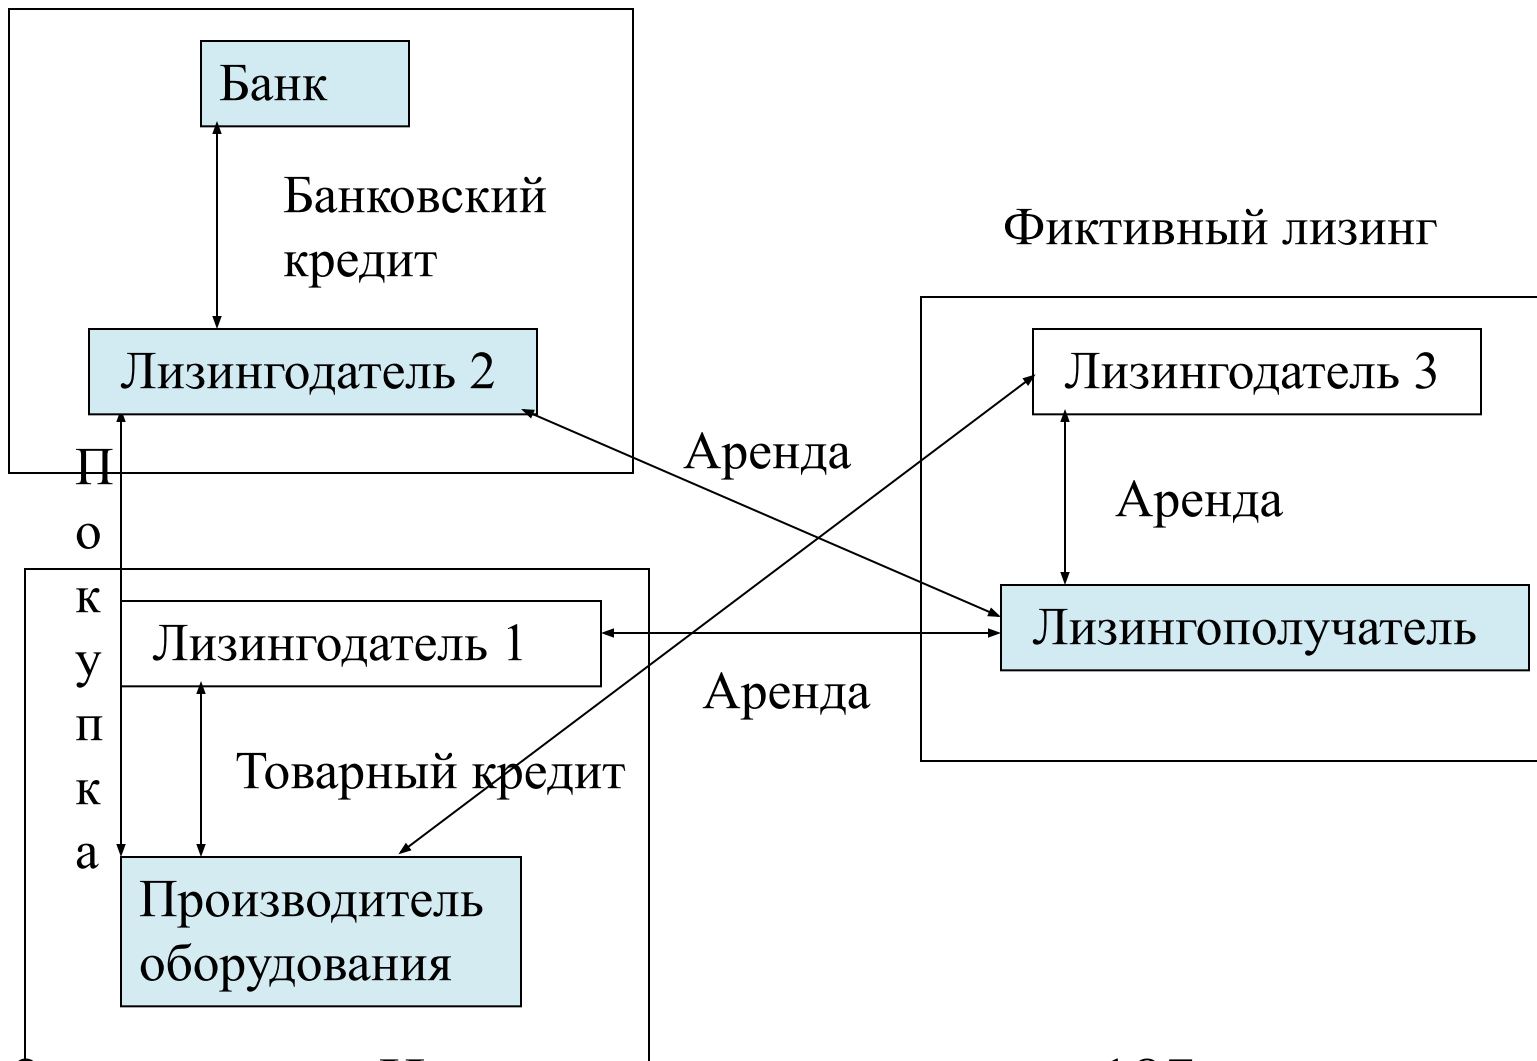 Банк
Банковский
кредит
Фиктивный лизинг
Лизингодатель 2
Лизингодатель 3
Аренда
Аренда
Покупка
Лизингодатель 1
Лизингополучатель
Аренда
Товарный кредит
Производитель
оборудования